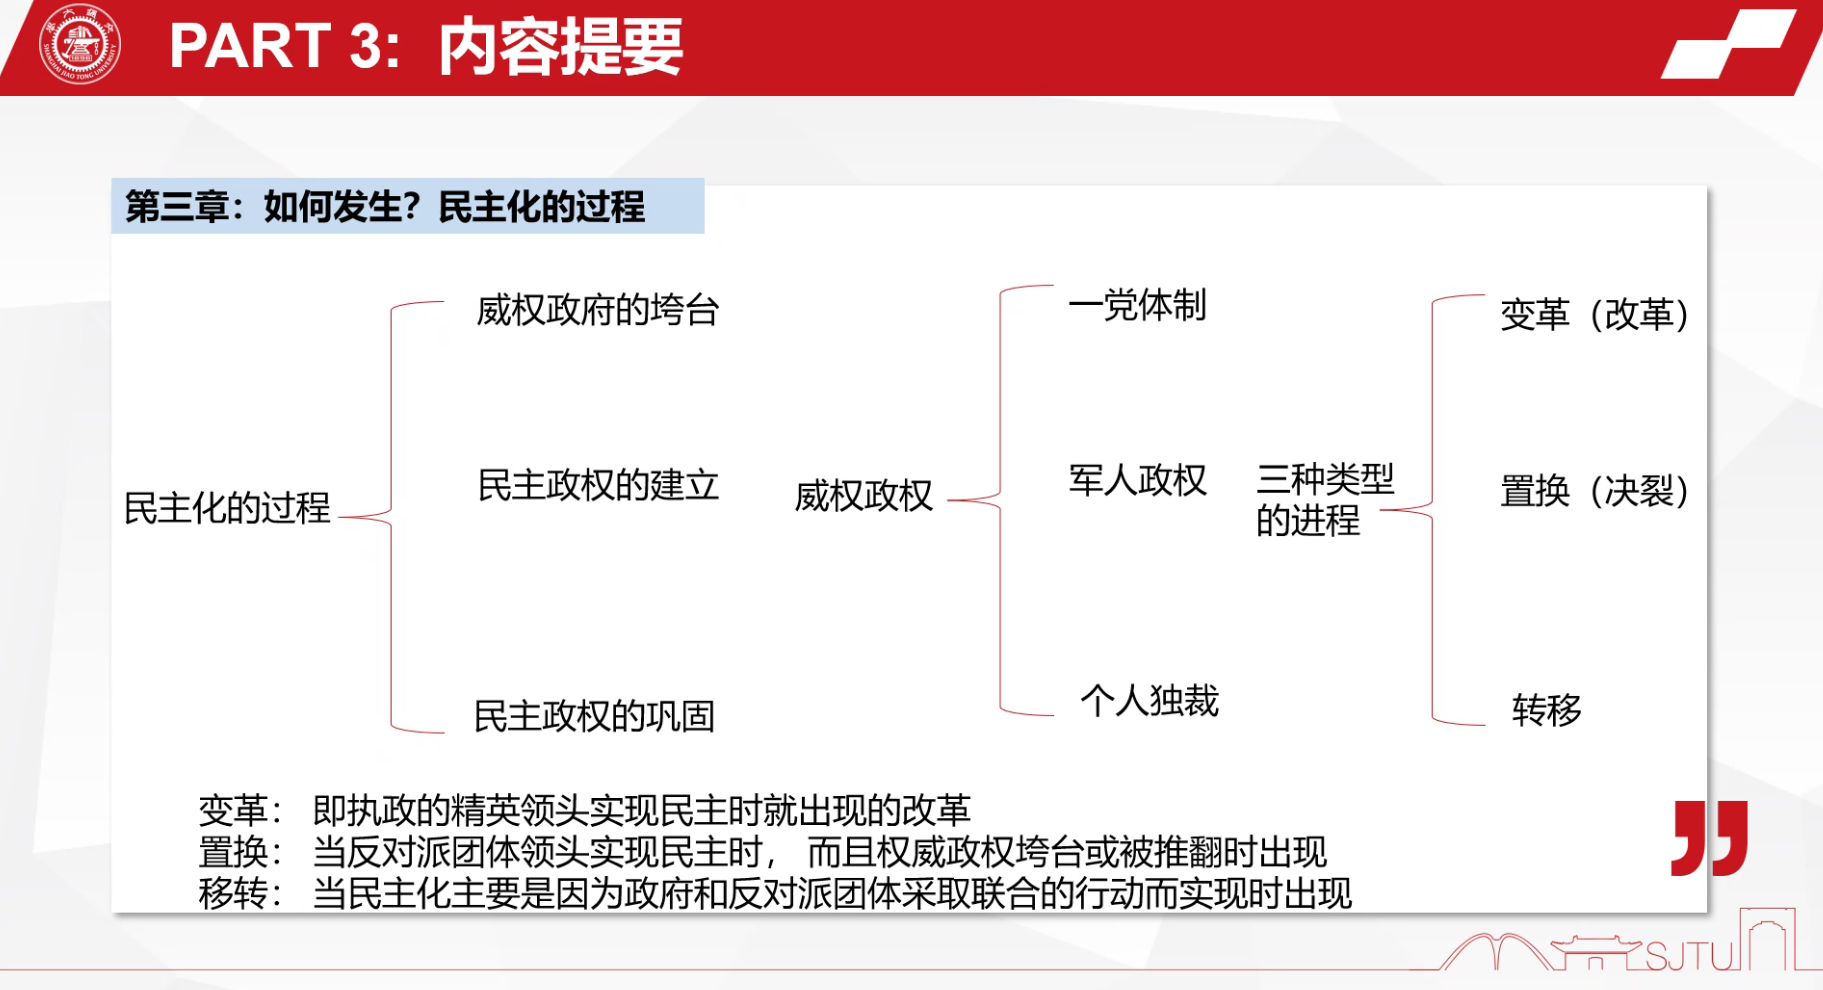 PART 3: 内容提要
第三章：如何发生？民主化的过程
民主化的过程
威权政府的垮台
民主政权的建立
民主政权的巩固
威权政权
一党体制
军人政权
个人独裁
三种类型
的进程
变革（改革）
置换（决裂）
转移
变革： 即执政的精英领头实现民主时就出现的改革
置换： 当反对派团体领头实现民主时， 而且权威政权垮台或被推翻时出现
移转： 当民主化主要是因为政府和反对派团体采取联合的行动而实现时出现
SJTU
SHANGHAI JIAO TONG UNIVERSITY